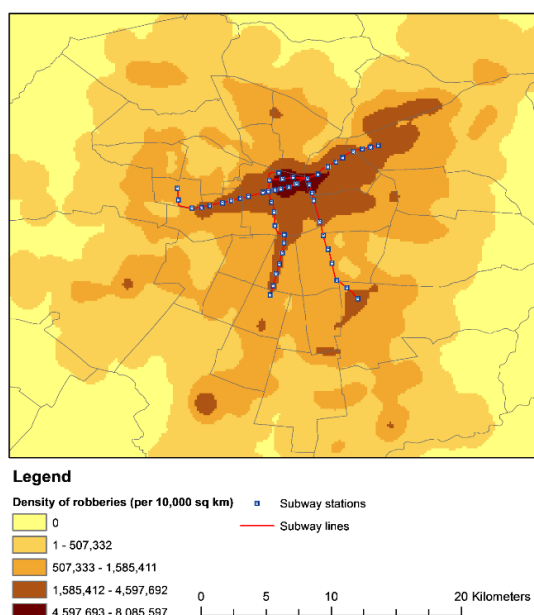 Legend
Density of robberies (per 10,000 sq km)
0
1 - 507,332
507,333 - 1,585,411
1,585,412 - 4,597,692
4,597,693 - 8,085,597
Subway stations
Subway lines
0 5 10 20 Kilometers